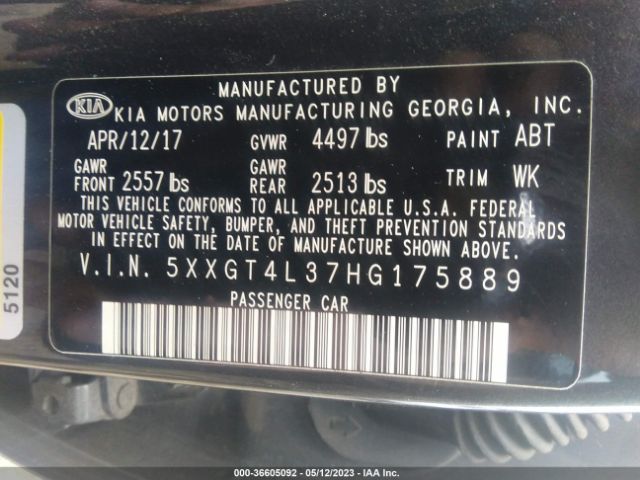 MANUFACTURED BY
KIA KIA MOTORS MANUFACTURING GEORGIA, INC.
APR/12/17 GVWR 4497 lbs PAINT ABT
GAWR GAWR
FRONT 2557 lbs REAR 2513 lbs TRIM WK
THIS VEHICLE CONFORMS TO ALL APPLICABLE U.S.A. FEDERAL
MOTOR VEHICLE SAFETY, BUMPER, AND THEFT PREVENTION STANDARDS
IN EFFECT ON THE DATE OF MANUFACTURE SHOWN ABOVE.
V.I.N. 5XXGT4L37HG175889
PASSENGER CAR
5120
000-36605092 - 05/12/2023 - IAA Inc.